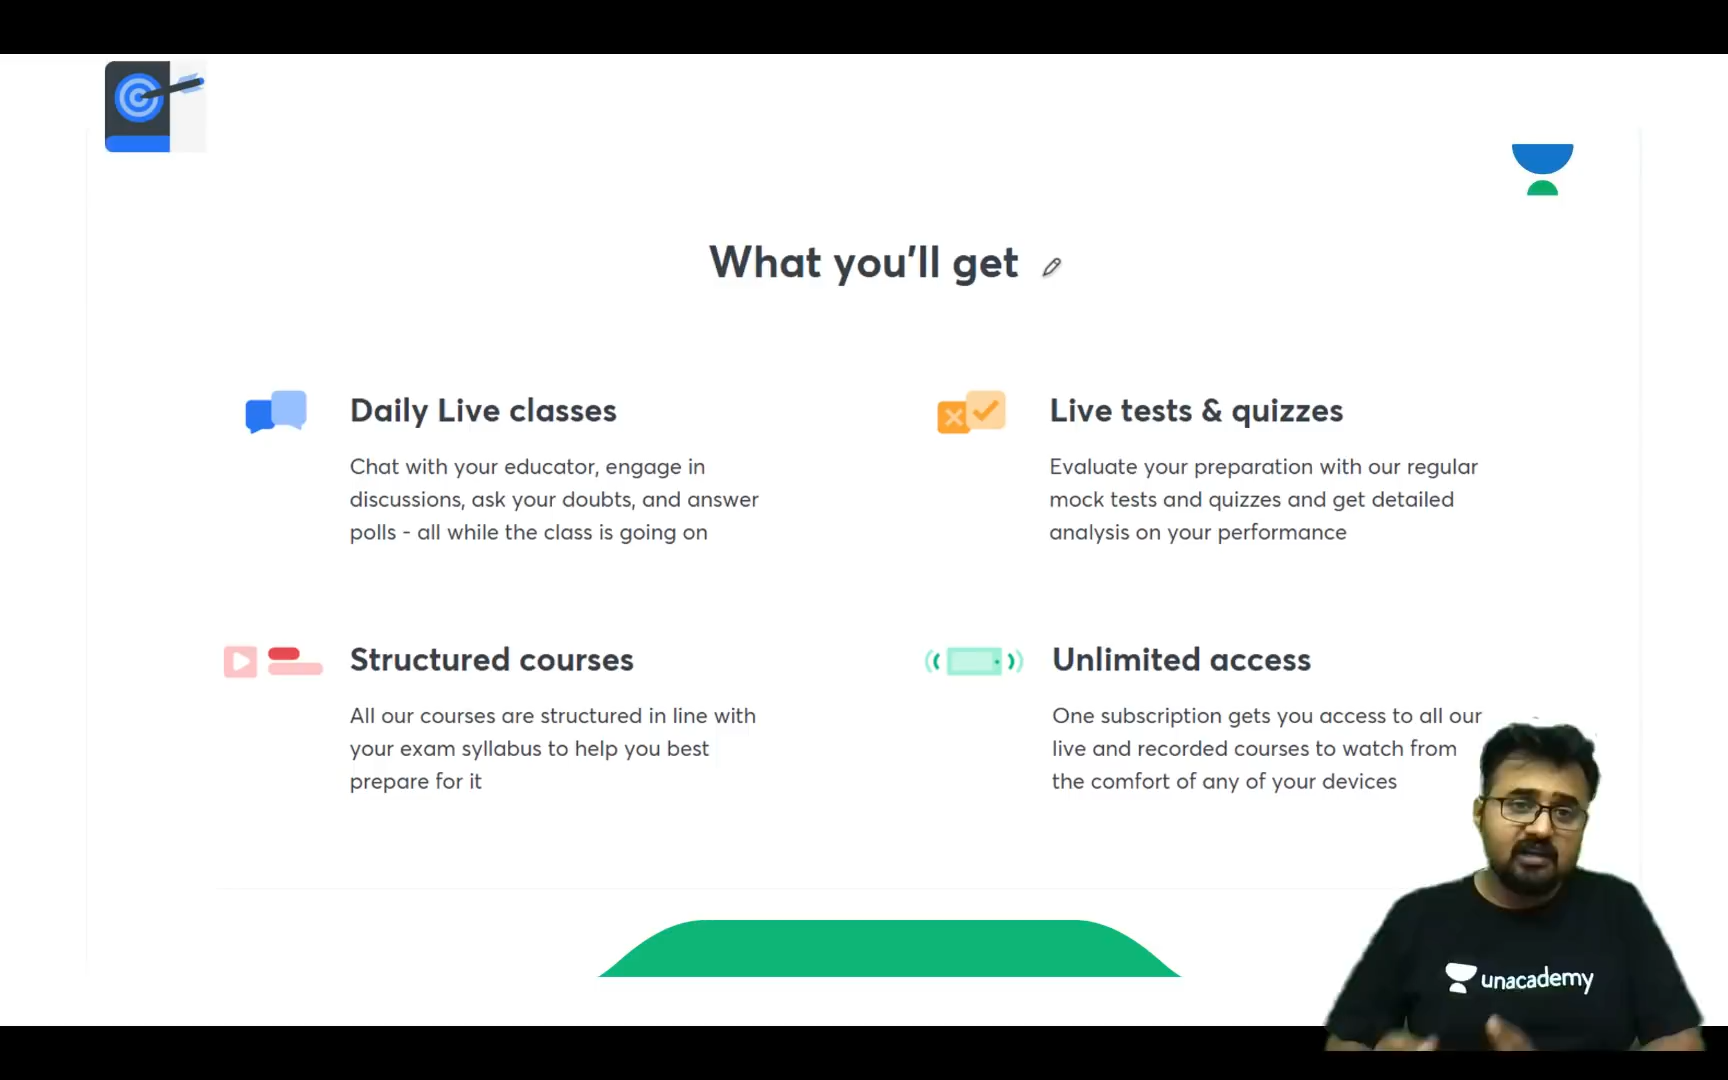 What you'll get
Daily Live classes
Chat with your educator, engage in
discussions, ask your doubts, and answer
polls - all while the class is going on
Live tests & quizzes
Evaluate your preparation with our regular
mock tests and quizzes and get detailed
analysis on your performance
Structured courses
All our courses are structured in line with
your exam syllabus to help you best
prepare for it
Unlimited access
One subscription gets you access to all our
live and recorded courses to watch from
the comfort of any of your devices
unacademy